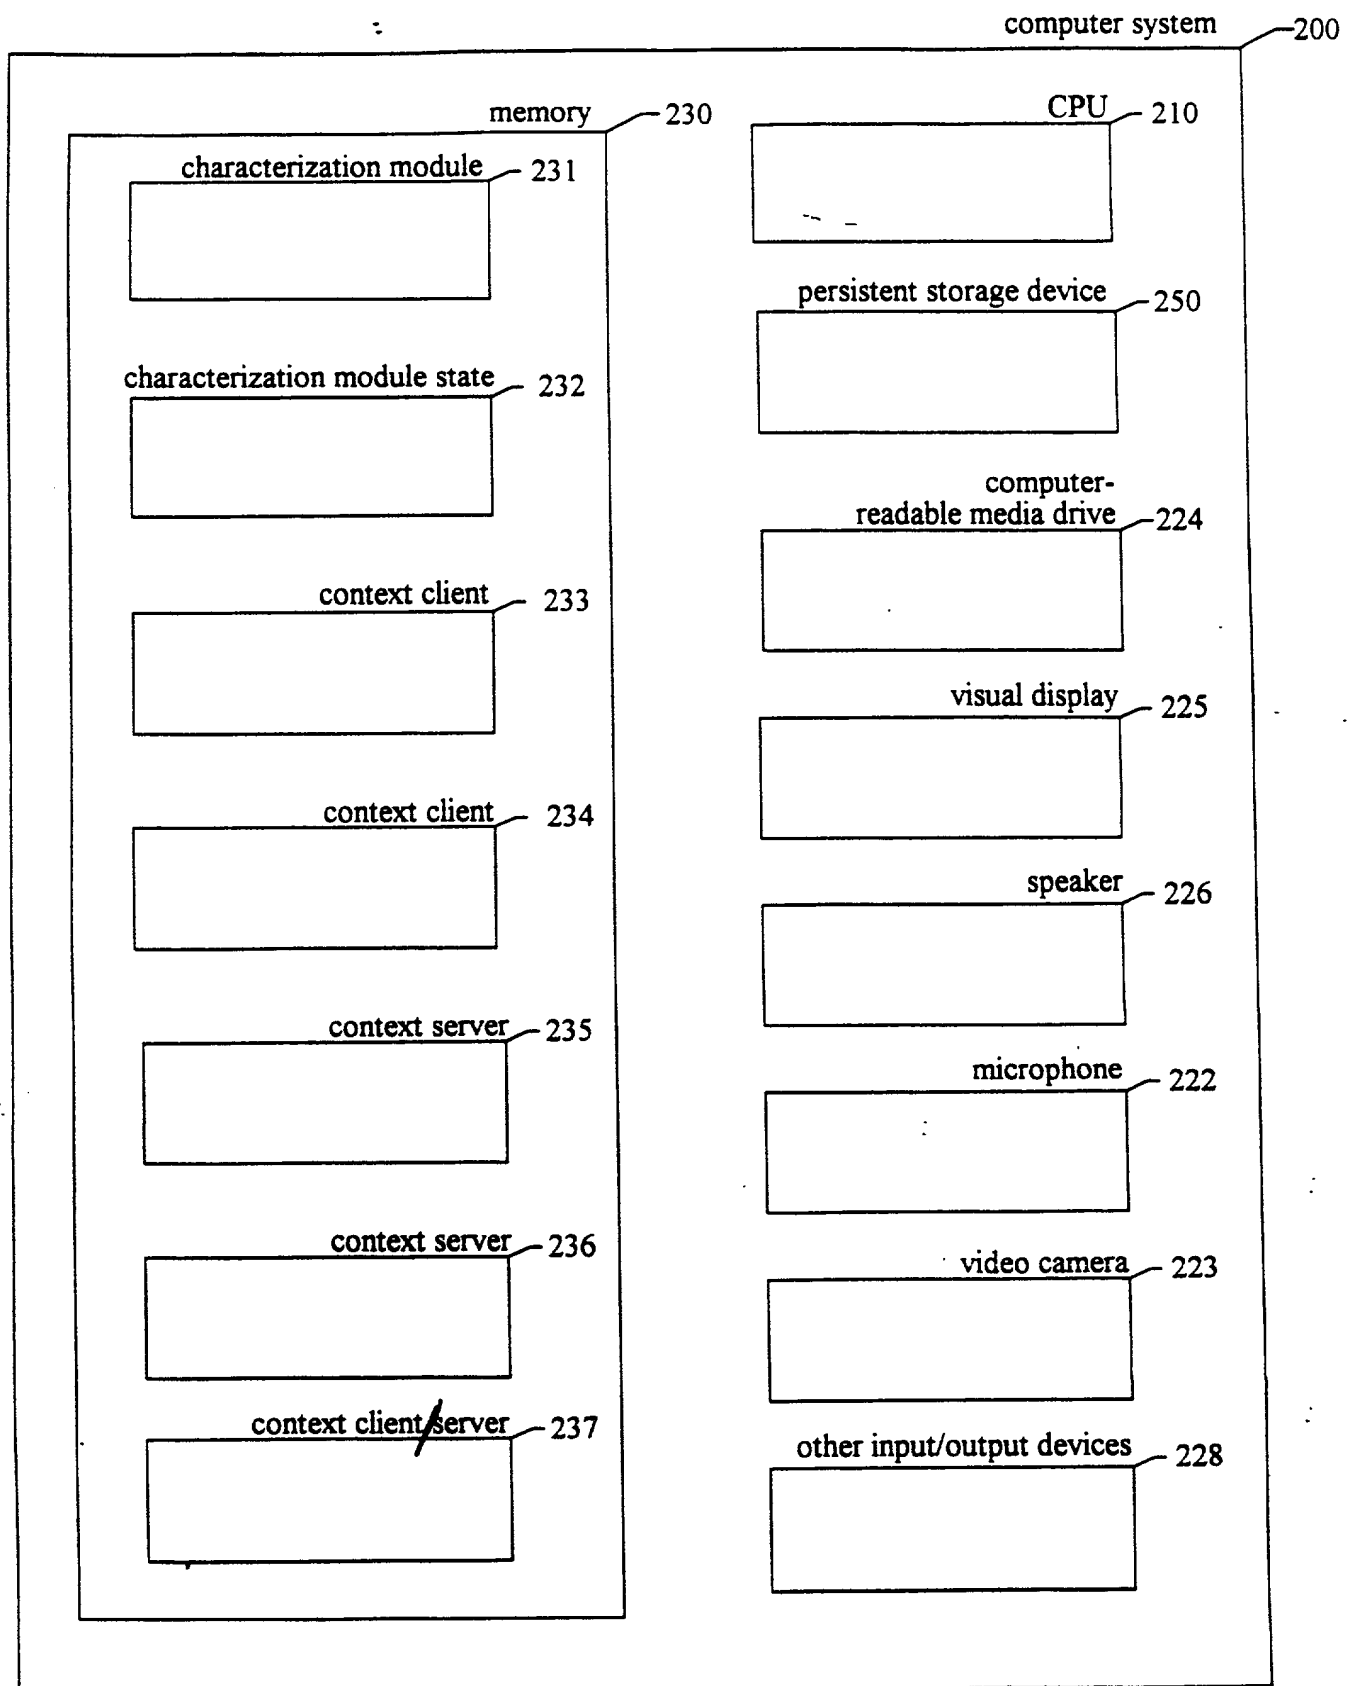 computer system 200
memory 230
characterization module 231
characterization module state 232
context client 233
context client 234
context server 235
context server 236
context client/server 237
CPU 210
persistent storage device 250
computer-
readable media drive 224
visual display 225
speaker 226
microphone 222
video camera 223
other input/output devices 228